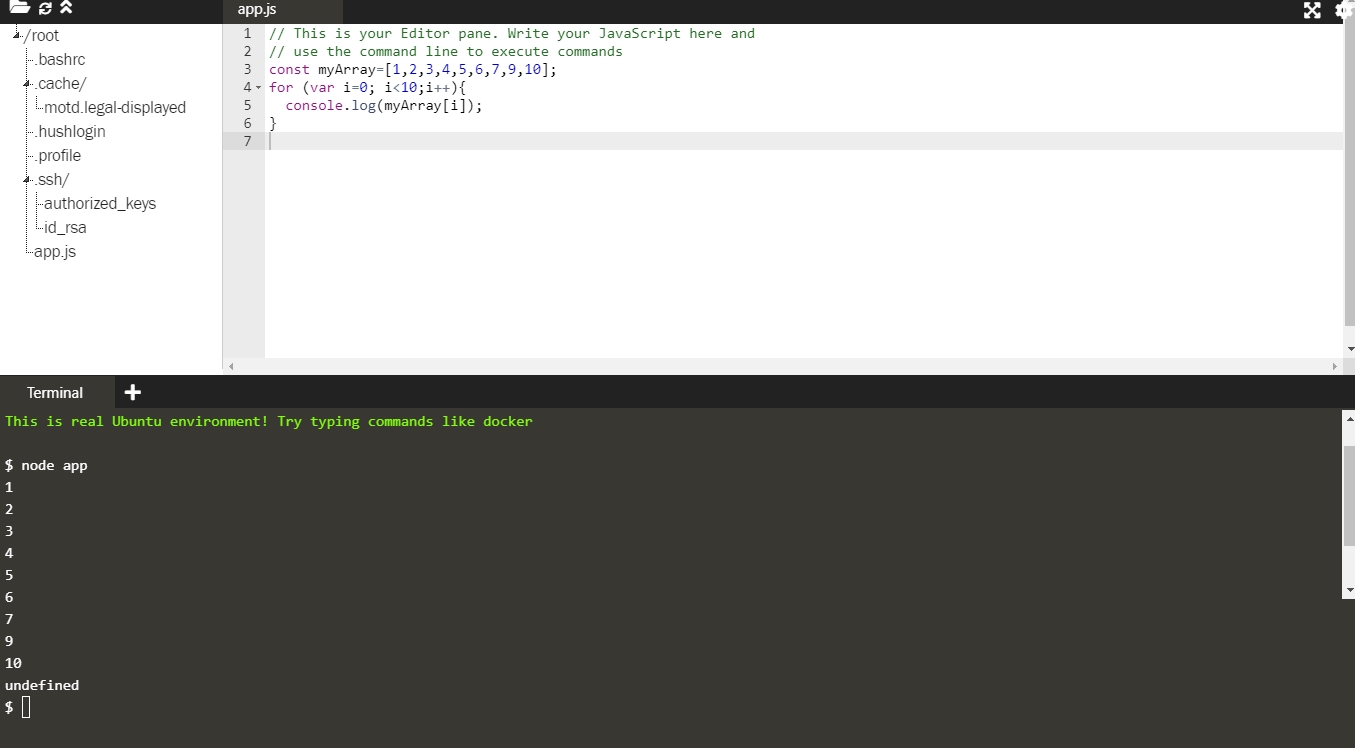 app.js
/root
.bashrc
.cache/
motd.legal-displayed
.hushlogin
.profile
.ssh/
authorized_keys
id_rsa
app.js
1 // This is your Editor pane. Write your JavaScript here and
2 // use the command line to execute commands
3 const myArray=[1,2,3,4,5,6,7,9,10];
4 for (var i=0; i<10;i++){
5   console.log(myArray[i]);
6 }
7
Terminal
This is real Ubuntu environment! Try typing commands like docker
$ node app
1
2
3
4
5
6
7
9
10
undefined
$